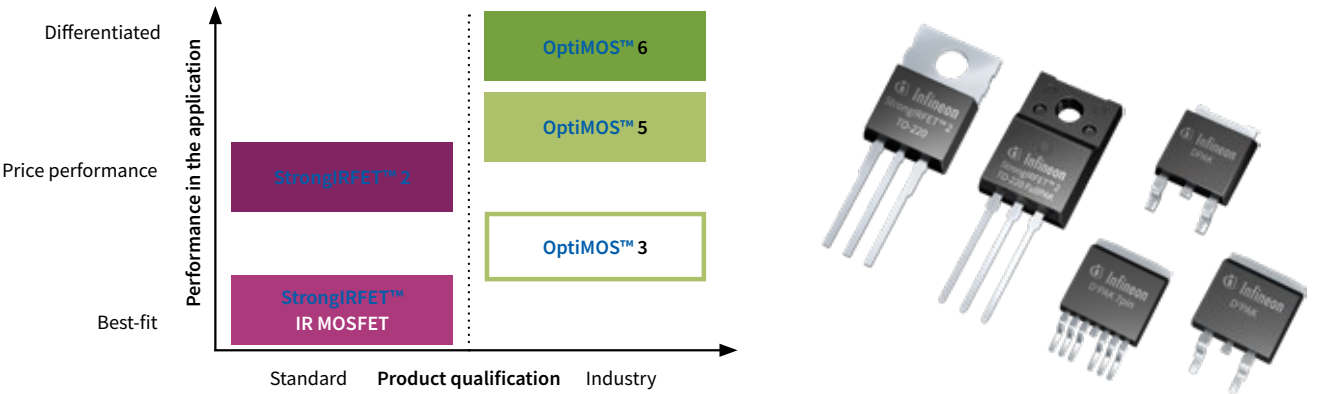 Differentiated
Price performance
Best-fit
Performance in the application
OptiMOS™ 6
OptiMOS™ 5
StrongIRFET™ 2
OptiMOS™ 3
StrongIRFET™
IR MOSFET
Standard
Product qualification
Industry
Infineon
StrongIRFET™ 2
TO-220
Infineon
StrongIRFET™ 2
TO-220 FullPAK
Infineon
DPAK
Infineon
D²PAK 7pin
Infineon
D²PAK